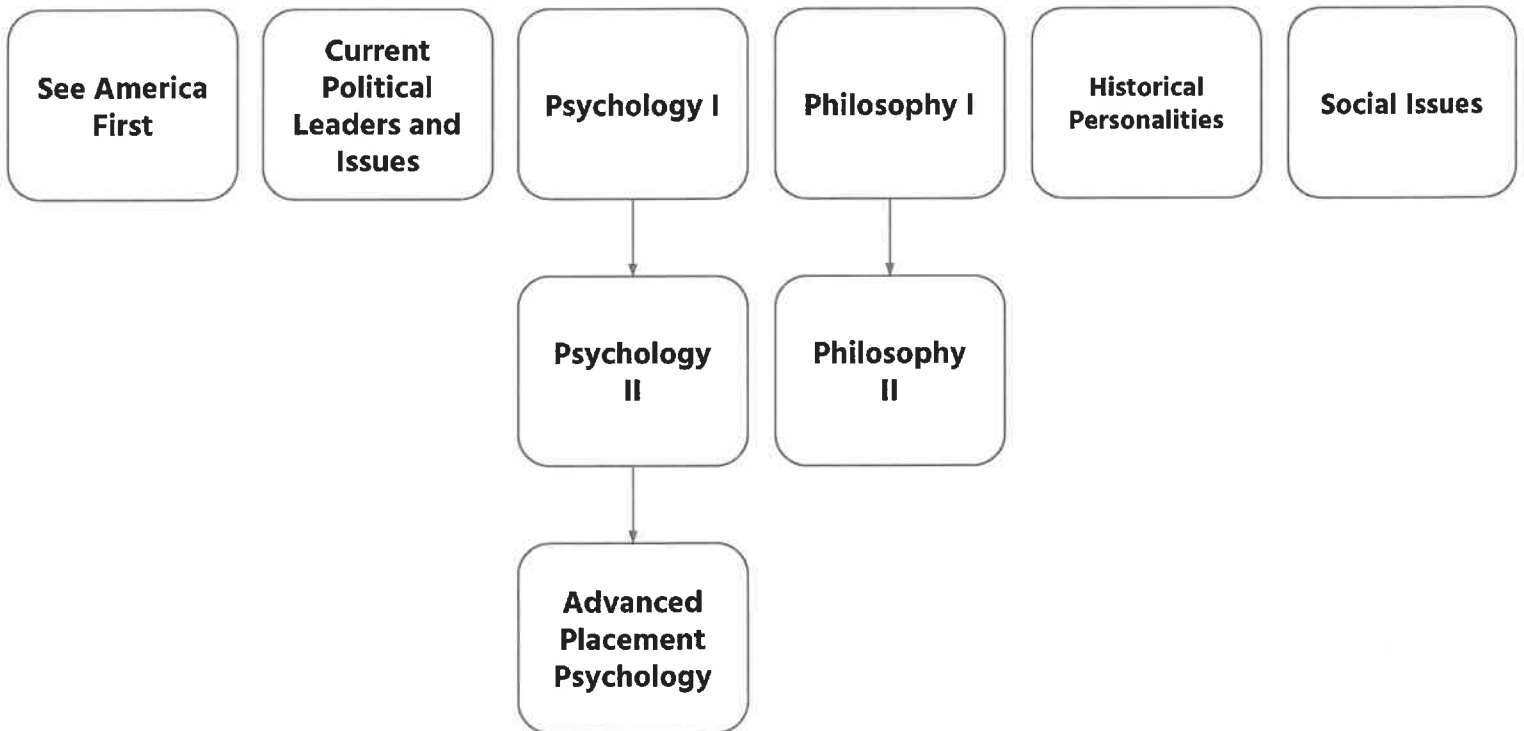 See America
First
Current
Political
Leaders and
Issues
Psychology I
Philosophy I
Historical
Personalities
Social Issues
Psychology
II
Philosophy
II
Advanced
Placement
Psychology